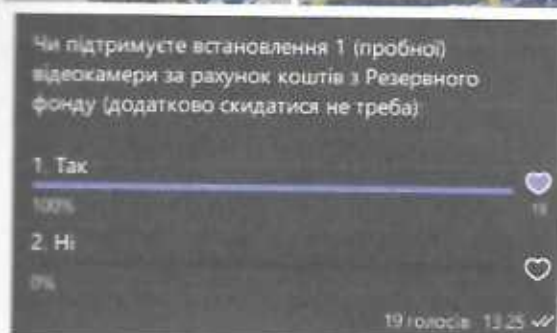 Чи підтримуєте встановлення 1 (пробної)
відеокамери за рахунок коштів з Резервного
фонду (додатково скидатися не треба)
1. Так
100%
19
2. Ні
0%
19 голосів 13:25